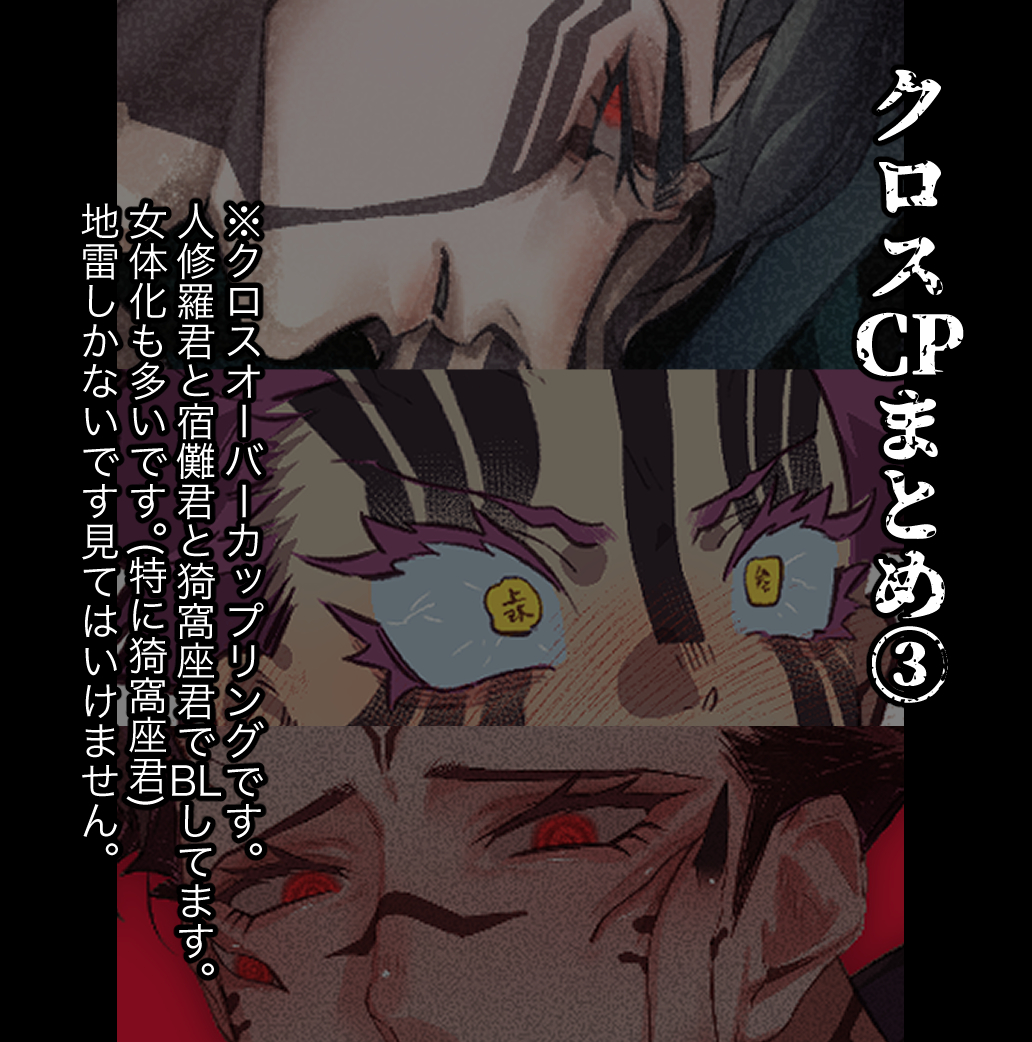 クロスCPまとめ③
※クロスオーバーカップリングです。
人修羅君と宿儺君と猗窩座君でBLしてます。
女体化も多いです。(特に猗窩座君)
地雷しかないです見てはいけません。
上弦